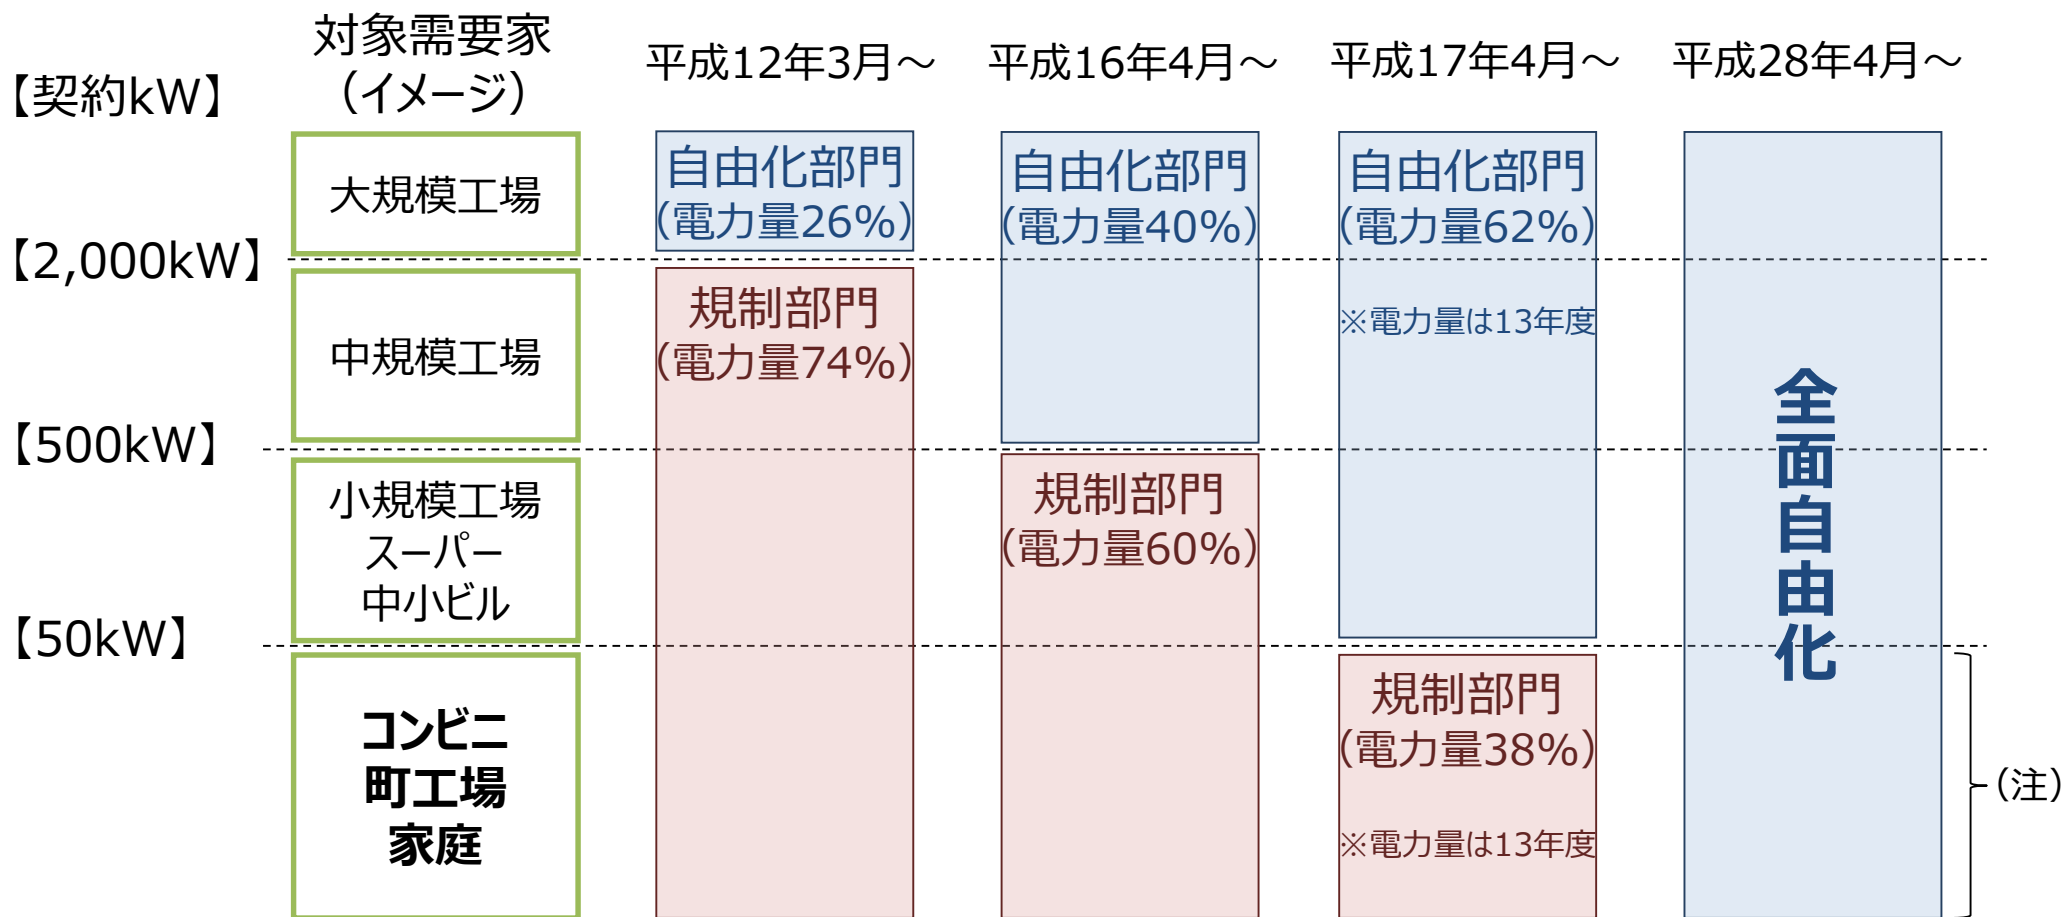 【契約kW】
対象需要家
(イメージ)
平成12年3月～
平成16年4月～
平成17年4月～
平成28年4月～
大規模工場
自由化部門
(電力量26%)
自由化部門
(電力量40%)
自由化部門
(電力量62%)
※電力量は13年度
【2,000kW】
中規模工場
規制部門
(電力量74%)
全面自由化
【500kW】
小規模工場
スーパー
中小ビル
規制部門
(電力量60%)
【50kW】
コンビニ
町工場
家庭
規制部門
(電力量38%)
※電力量は13年度
(注)